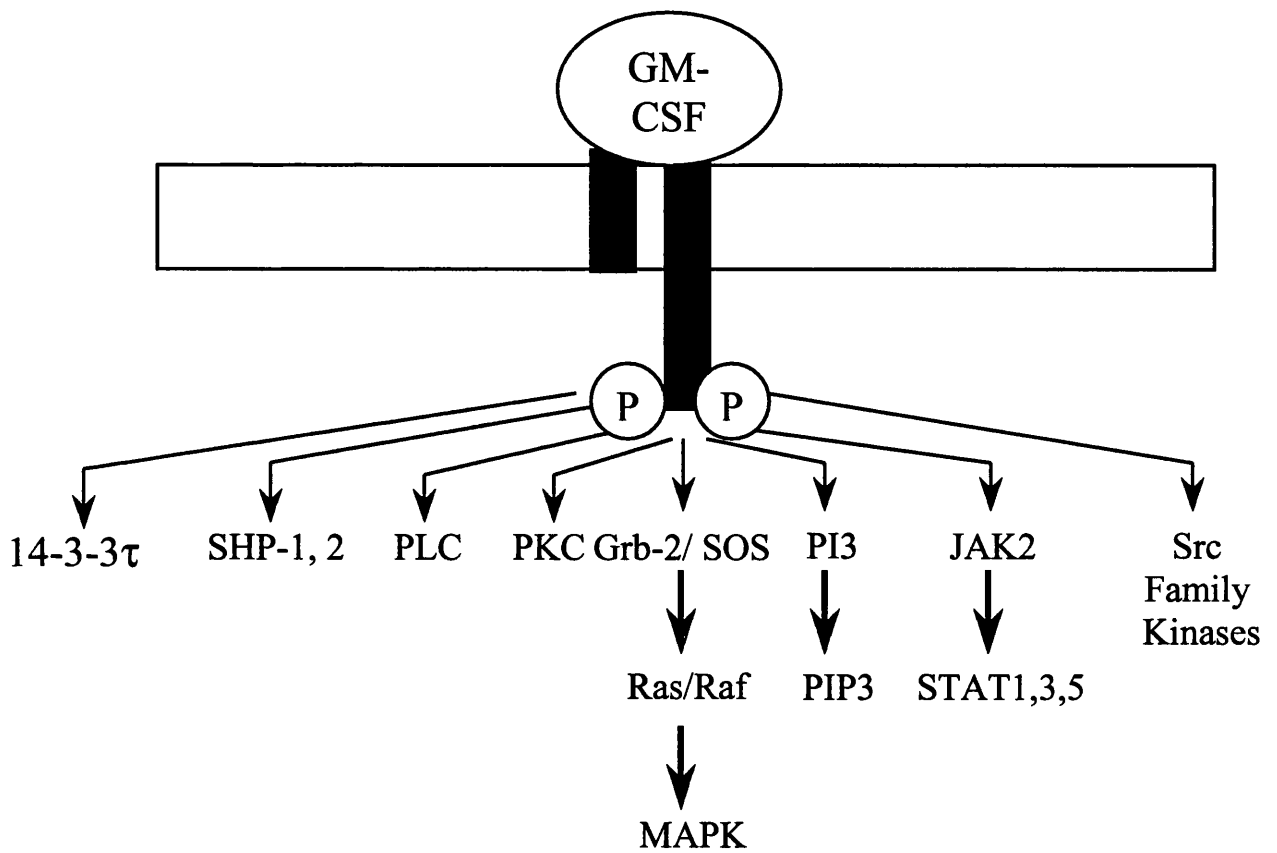 GM-
CSF
P P
14-3-3τ SHP-1, 2 PLC PKC Grb-2/ SOS PI3 JAK2 Src
Family
Kinases
Ras/Raf PIP3 STAT1,3,5
MAPK